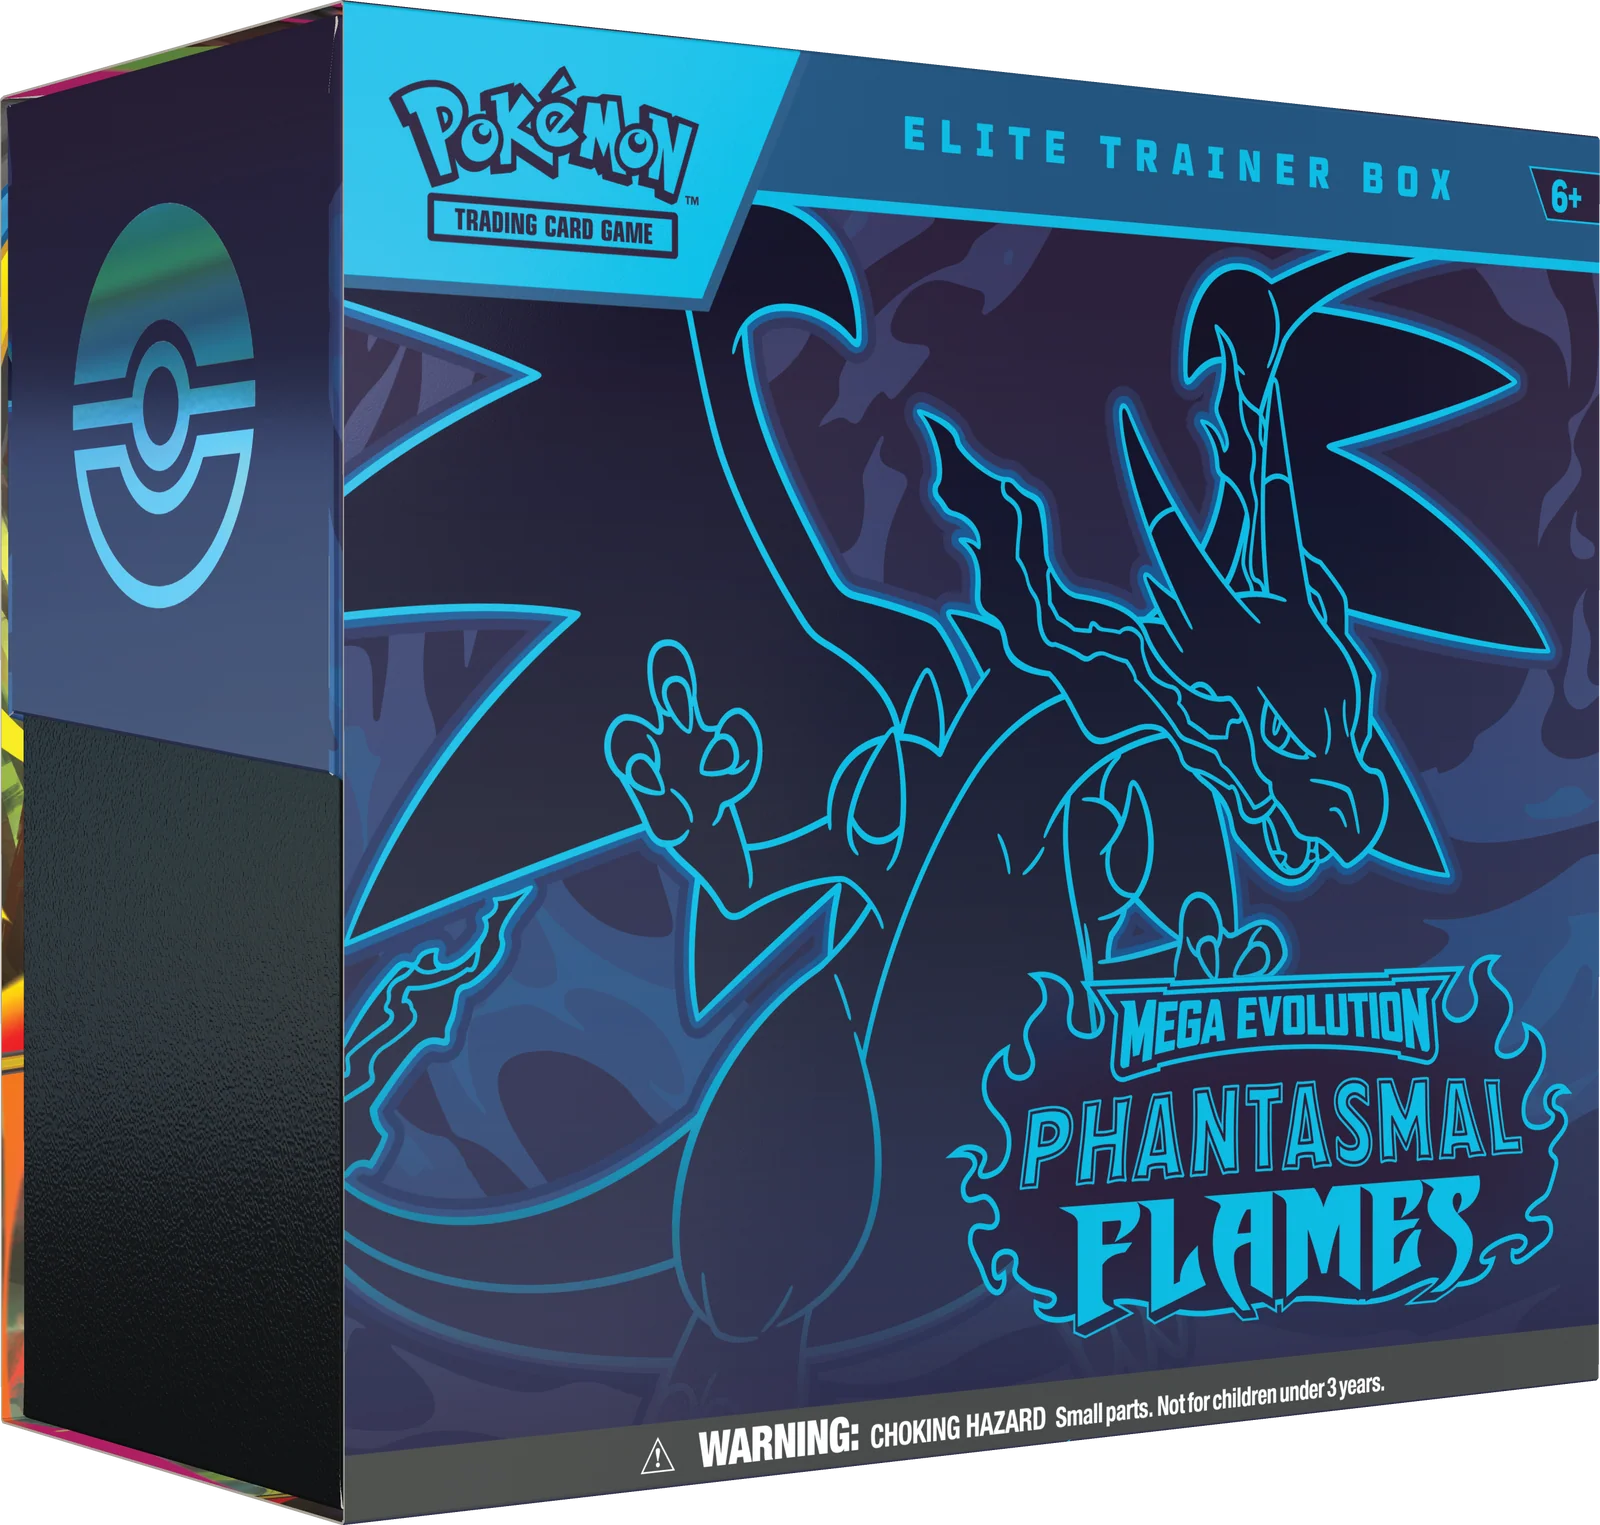 POKéMON
TRADING CARD GAME
™
ELITE TRAINER BOX
6+
MEGA EVOLUTION
PHANTASMAL
FLAMES
WARNING: CHOKING HAZARD Small parts. Not for children under 3 years.